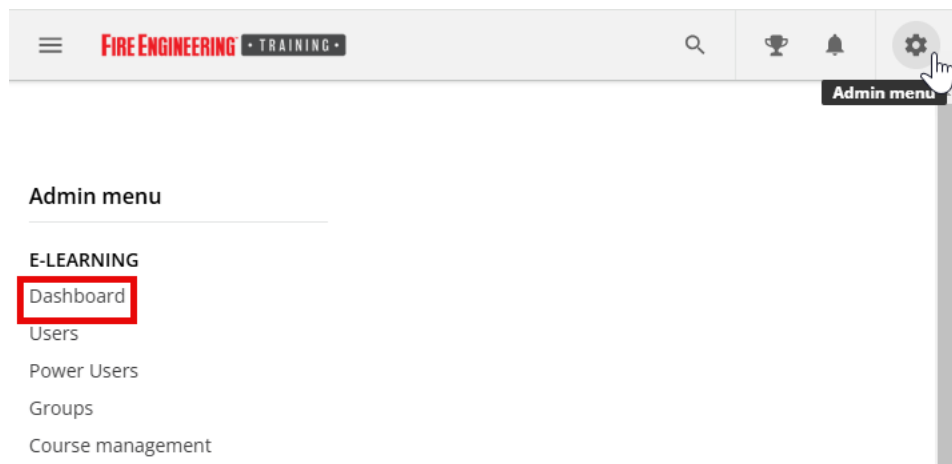 FIRE ENGINEERING • TRAINING •
Admin menu
Admin menu
E-LEARNING
Dashboard
Users
Power Users
Groups
Course management